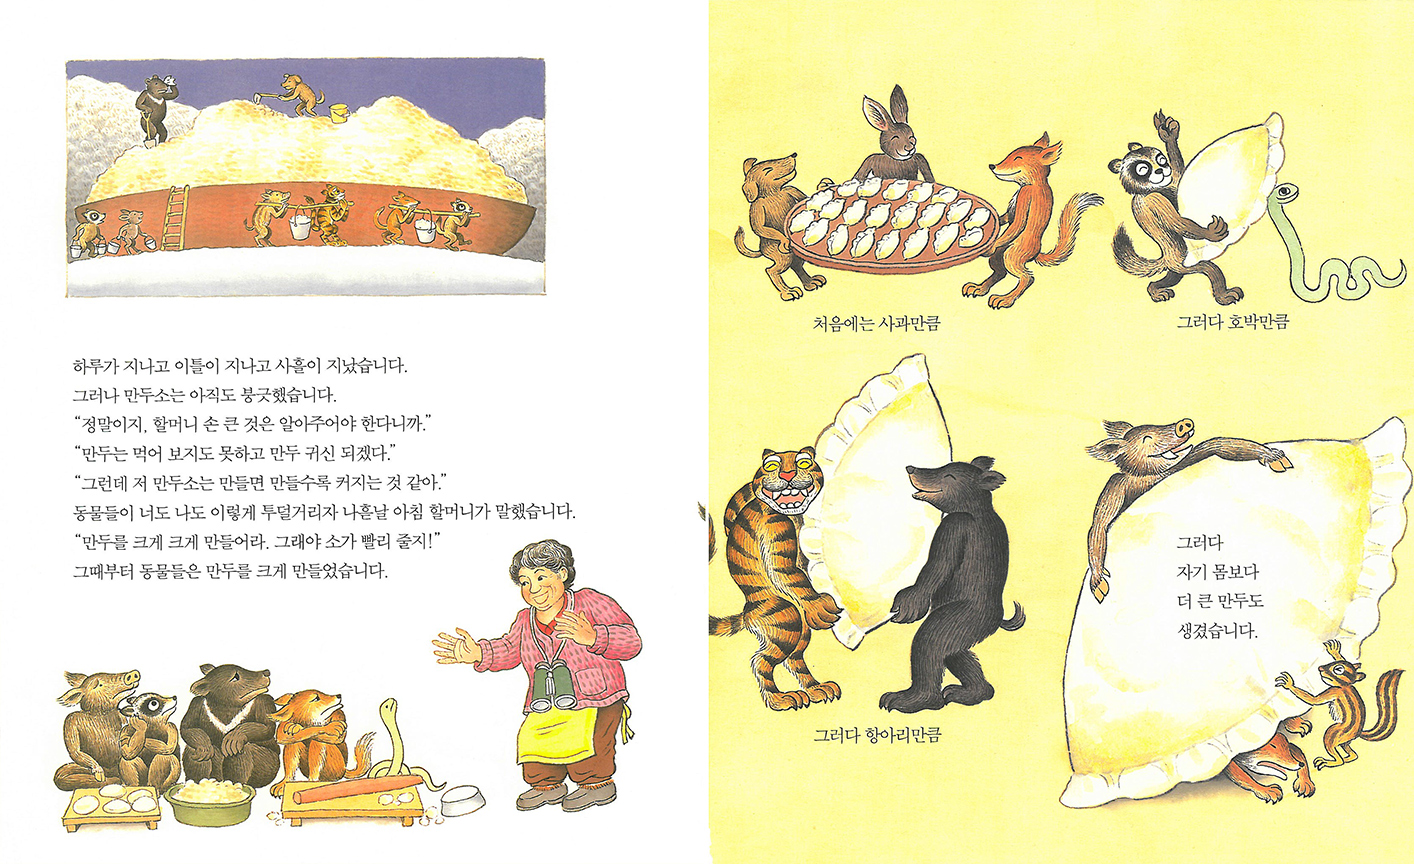 하루가 지나고 이틀이 지나고 사흘이 지났습니다.
그러나 만두소는 아직도 붕긋했습니다.
“정말이지, 할머니 손 큰 것은 알아주어야 한다니까.”
“만두는 먹어 보지도 못하고 만두 귀신 되겠다.”
“그런데 저 만두소는 만들면 만들수록 커지는 것 같아.”
동물들이 너도 나도 이렇게 투덜거리자 나흗날 아침 할머니가 말했습니다.
“만두를 크게 크게 만들어라. 그래야 소가 빨리 줄지!”
그때부터 동물들은 만두를 크게 만들었습니다.
처음에는 사과만큼
그러다 호박만큼
그러다 항아리만큼
그러다
자기 몸보다
더 큰 만두도
생겼습니다.